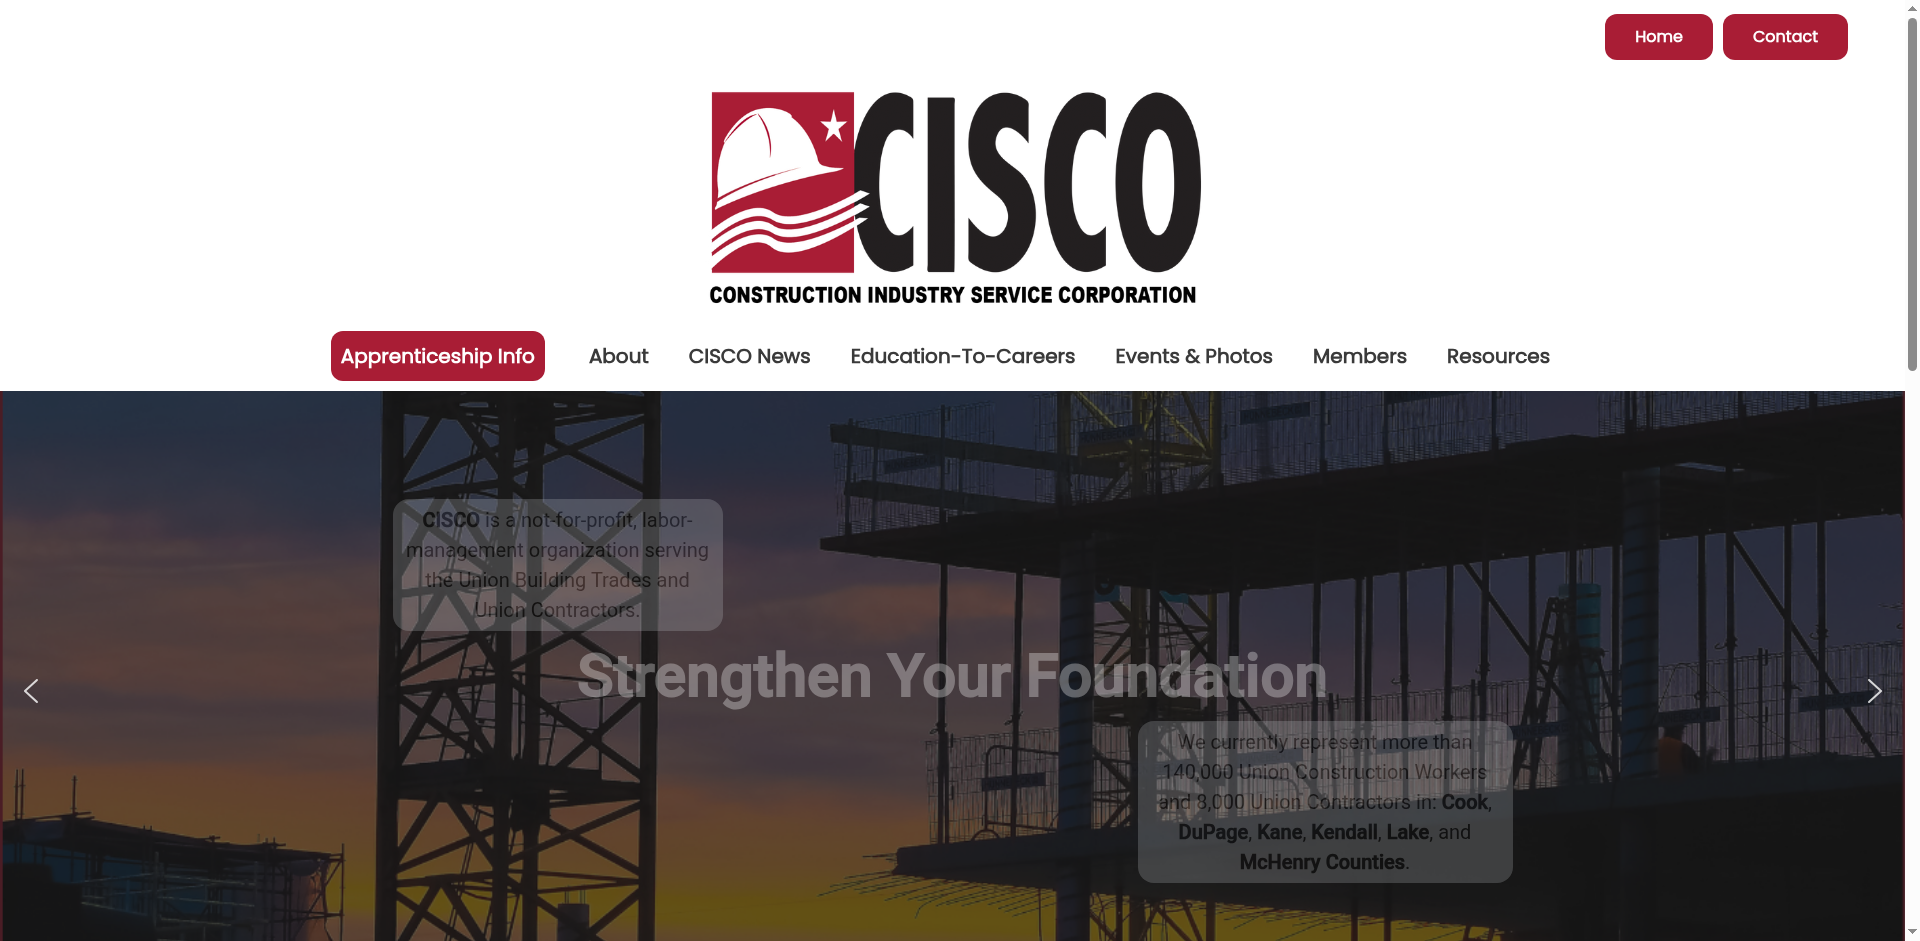 Home Contact
CISCO
CONSTRUCTION INDUSTRY SERVICE CORPORATION
Apprenticeship Info About CISCO News Education-To-Careers Events & Photos Members Resources
CISCO is a not-for-profit, labor-
management organization serving
the Union Building Trades and
Union Contractors.
Strengthen Your Foundation
We currently represent more than
140,000 Union Construction Workers
and 8,000 Union Contractors in: Cook,
DuPage, Kane, Kendall, Lake, and
McHenry Counties.